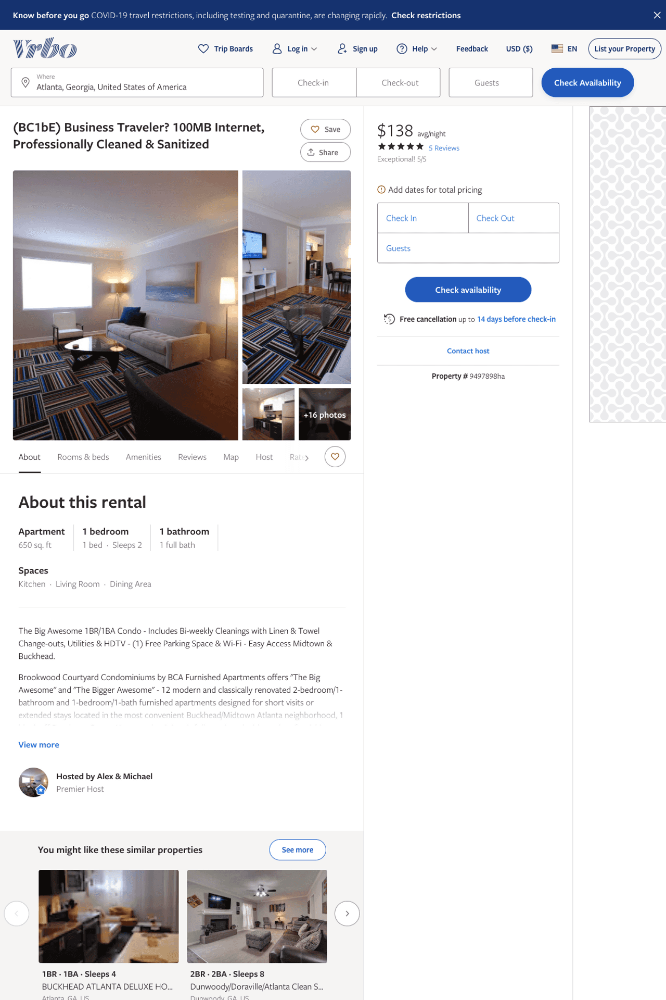 Know before you go COVID-19 travel restrictions, including testing and quarantine, are changing rapidly. Check restrictions
Vrbo
Trip Boards
Log in
Sign up
Help
Feedback
USD ($)
EN
List your Property
Where
Atlanta, Georgia, United States of America
Check-in
Check-out
Guests
Check Availability
(BC1bE) Business Traveler? 100MB Internet,
Professionally Cleaned & Sanitized
Save
Share
+16 photos
$138 avg/night
5 Reviews
Exceptional! 5/5
Add dates for total pricing
Check In
Check Out
Guests
Check availability
Free cancellation up to 14 days before check-in
Contact host
Property # 9497898ha
About
Rooms & beds
Amenities
Reviews
Map
Host
About this rental
Apartment
650 sq. ft
1 bedroom
1 bed · Sleeps 2
1 bathroom
1 full bath
Spaces
Kitchen · Living Room · Dining Area
The Big Awesome 1BR/1BA Condo - Includes Bi-weekly Cleanings with Linen & Towel
Change-outs, Utilities & HDTV - (1) Free Parking Space & Wi-Fi - Easy Access Midtown &
Buckhead.
Brookwood Courtyard Condominiums by BCA Furnished Apartments offers "The Big
Awesome" and "The Bigger Awesome" - 12 modern and classically renovated 2-bedroom/1-
bathroom and 1-bedroom/1-bath furnished apartments designed for short visits or
extended stays located in the most convenient Buckhead/Midtown Atlanta neighborhood, 1
View more
Hosted by Alex & Michael
Premier Host
You might like these similar properties
See more
1BR · 1BA · Sleeps 4
BUCKHEAD ATLANTA DELUXE HO...
Atlanta, GA, US
2BR · 2BA · Sleeps 8
Dunwoody/Doraville/Atlanta Clean S...
Dunwoody, GA, US